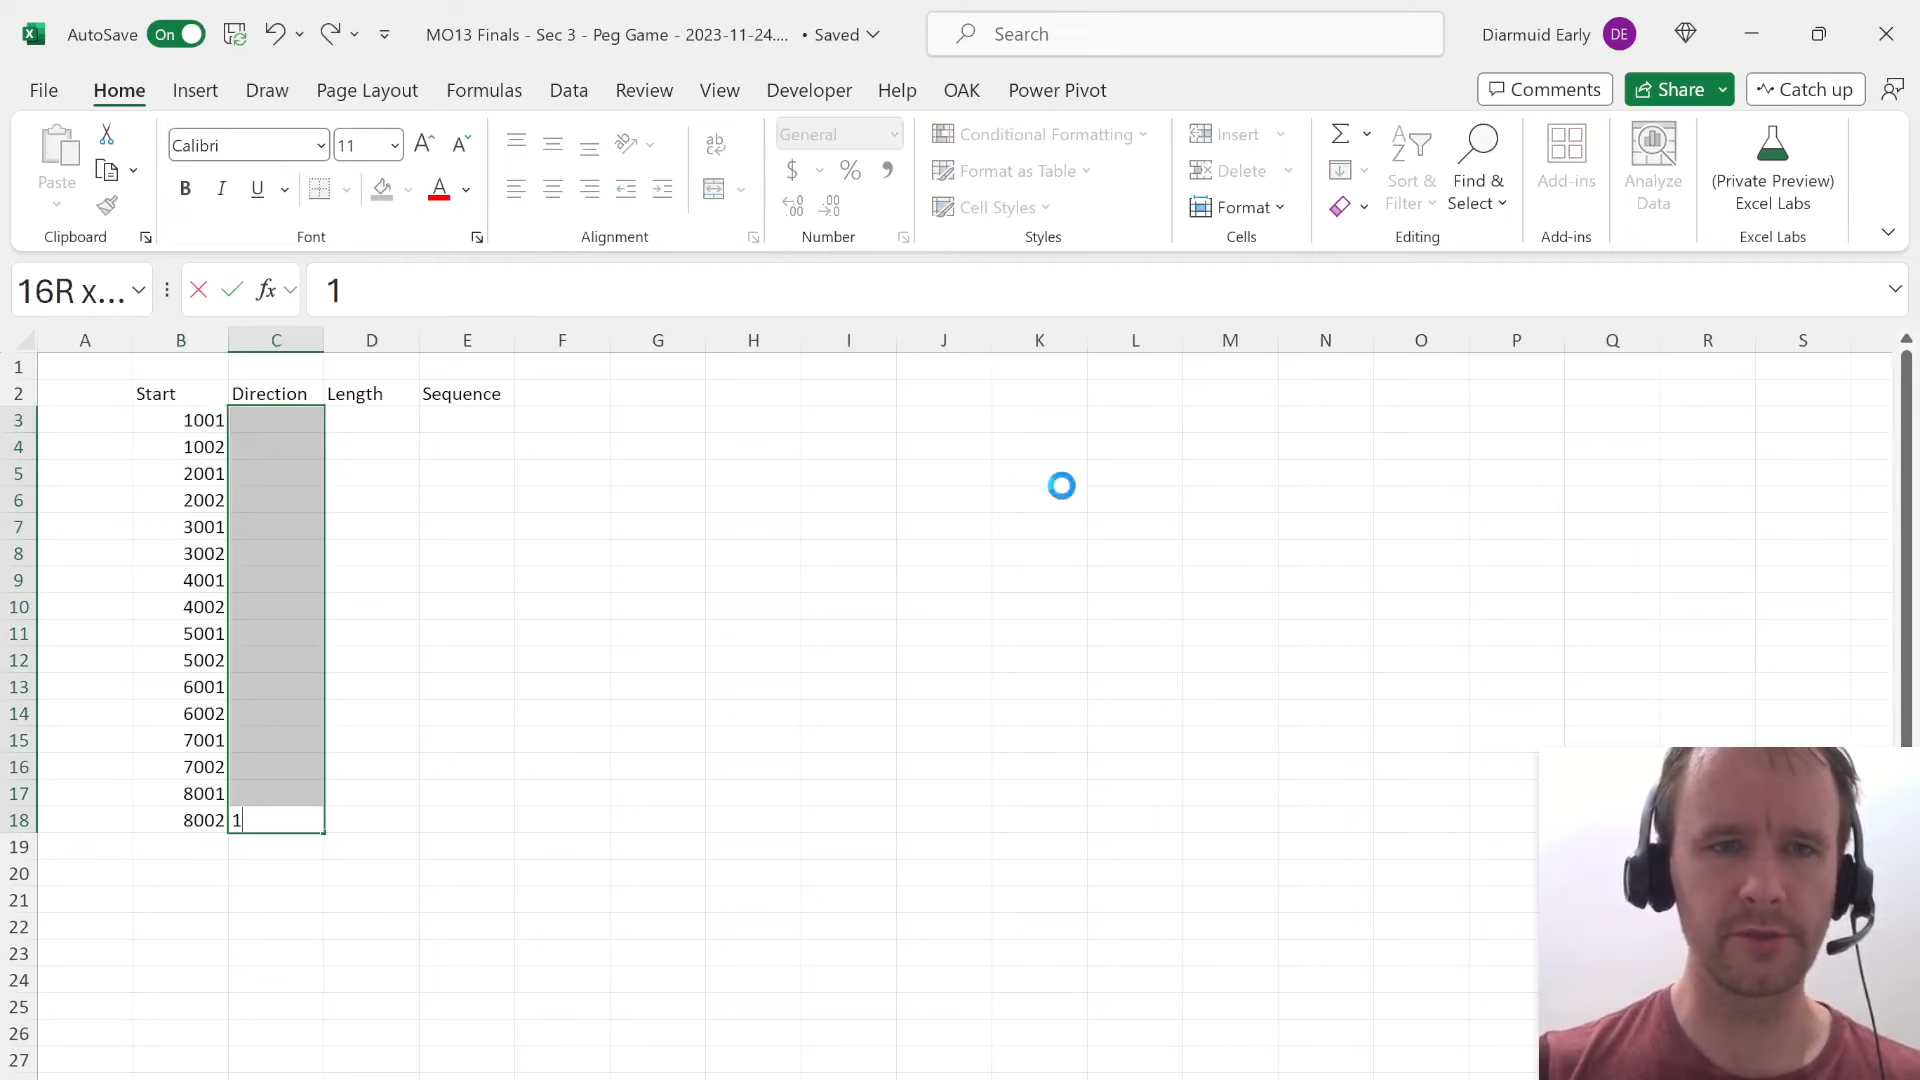 AutoSave On MO13 Finals - Sec 3 - Peg Game - 2023-11-24.... • Saved Search Diarmuid Early DE
File Home Insert Draw Page Layout Formulas Data Review View Developer Automate Help OAK Power Pivot Comments Share Catch up
Paste
Clipboard
Calibri 11
B I U A
Font
ab
Alignment
General
$ % ,
.00
Number
Conditional Formatting
Format as Table
Cell Styles
Styles
Insert
Delete
Format
Cells
Sort & Filter
Find & Select
Editing
Add-ins
Add-ins
Analyze Data
(Private Preview) Excel Labs
Excel Labs
16R x... fx 1
A B C D E F G H I J K L M N O P Q R S
1
2 Start Direction Length Sequence
3 1001
4 1002
5 2001
6 2002
7 3001
8 3002
9 4001
10 4002
11 5001
12 5002
13 6001
14 6002
15 7001
16 7002
17 8001
18 8002 1
19
20
21
22
23
24
25
26
27